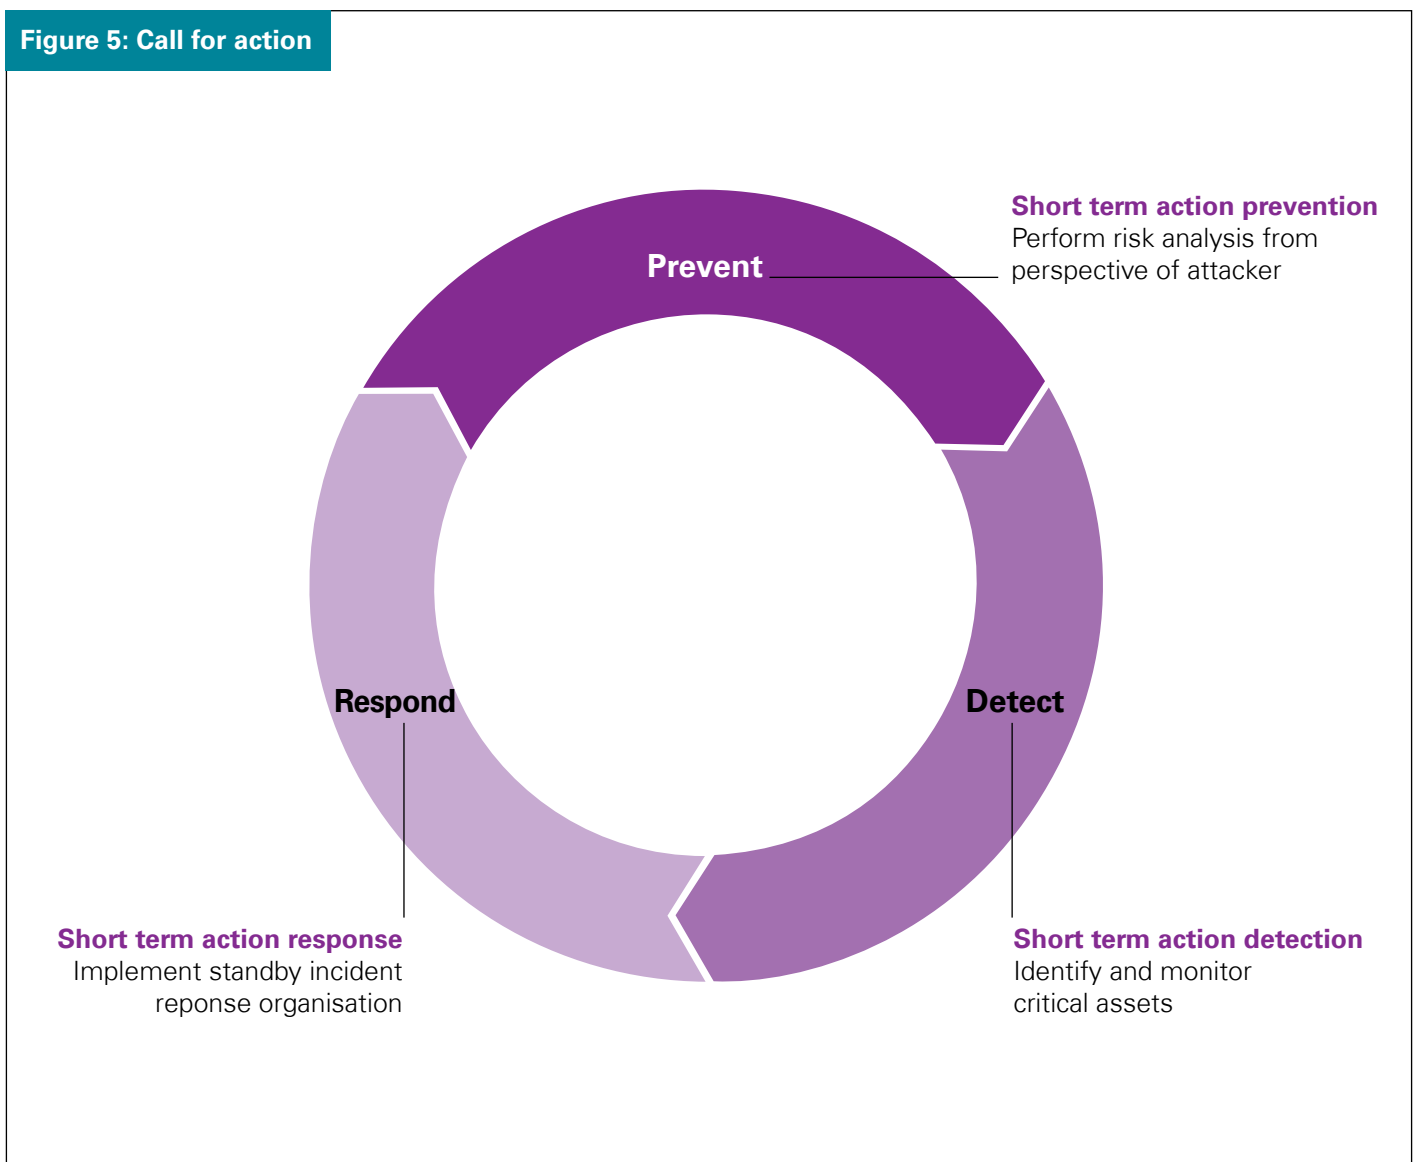 Figure 5: Call for action
Prevent
Short term action prevention
Perform risk analysis from
perspective of attacker
Respond
Detect
Short term action response
Implement standby incident
reponse organisation
Short term action detection
Identify and monitor
critical assets